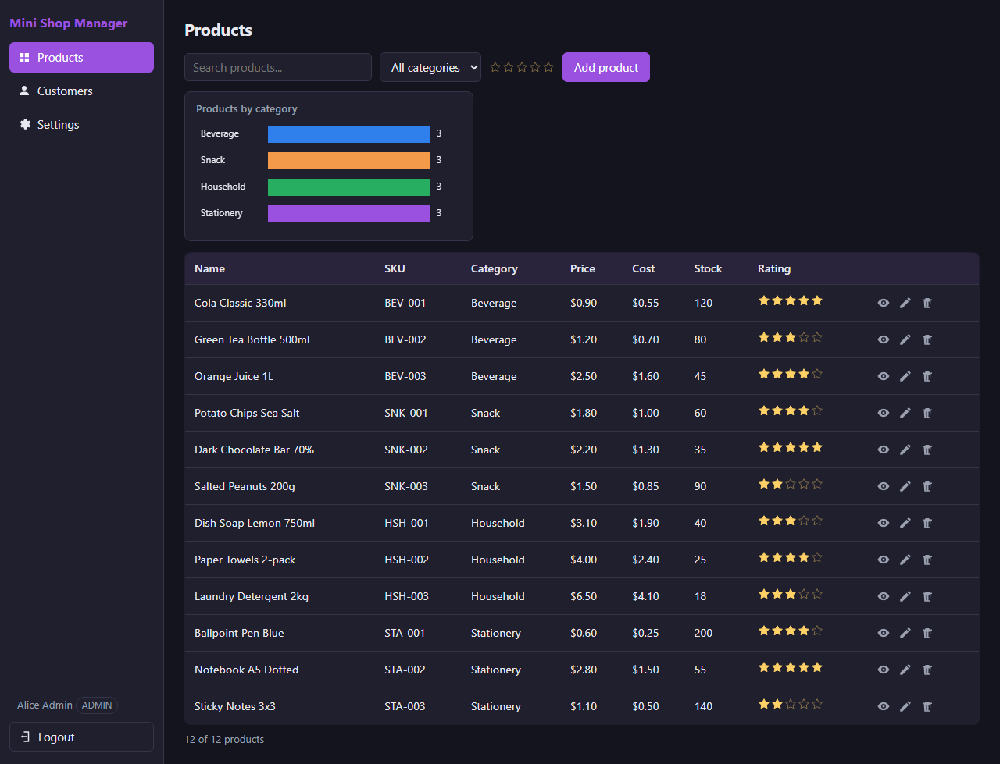 Mini Shop Manager
Products
Customers
Settings
Alice Admin ADMIN
Logout
Products
Search products...
All categories
Add product
Products by category
Beverage 3
Snack 3
Household 3
Stationery 3
Name SKU Category Price Cost Stock Rating
Cola Classic 330ml BEV-001 Beverage $0.90 $0.55 120
Green Tea Bottle 500ml BEV-002 Beverage $1.20 $0.70 80
Orange Juice 1L BEV-003 Beverage $2.50 $1.60 45
Potato Chips Sea Salt SNK-001 Snack $1.80 $1.00 60
Dark Chocolate Bar 70% SNK-002 Snack $2.20 $1.30 35
Salted Peanuts 200g SNK-003 Snack $1.50 $0.85 90
Dish Soap Lemon 750ml HSH-001 Household $3.10 $1.90 40
Paper Towels 2-pack HSH-002 Household $4.00 $2.40 25
Laundry Detergent 2kg HSH-003 Household $6.50 $4.10 18
Ballpoint Pen Blue STA-001 Stationery $0.60 $0.25 200
Notebook A5 Dotted STA-002 Stationery $2.80 $1.50 55
Sticky Notes 3x3 STA-003 Stationery $1.10 $0.50 140
12 of 12 products